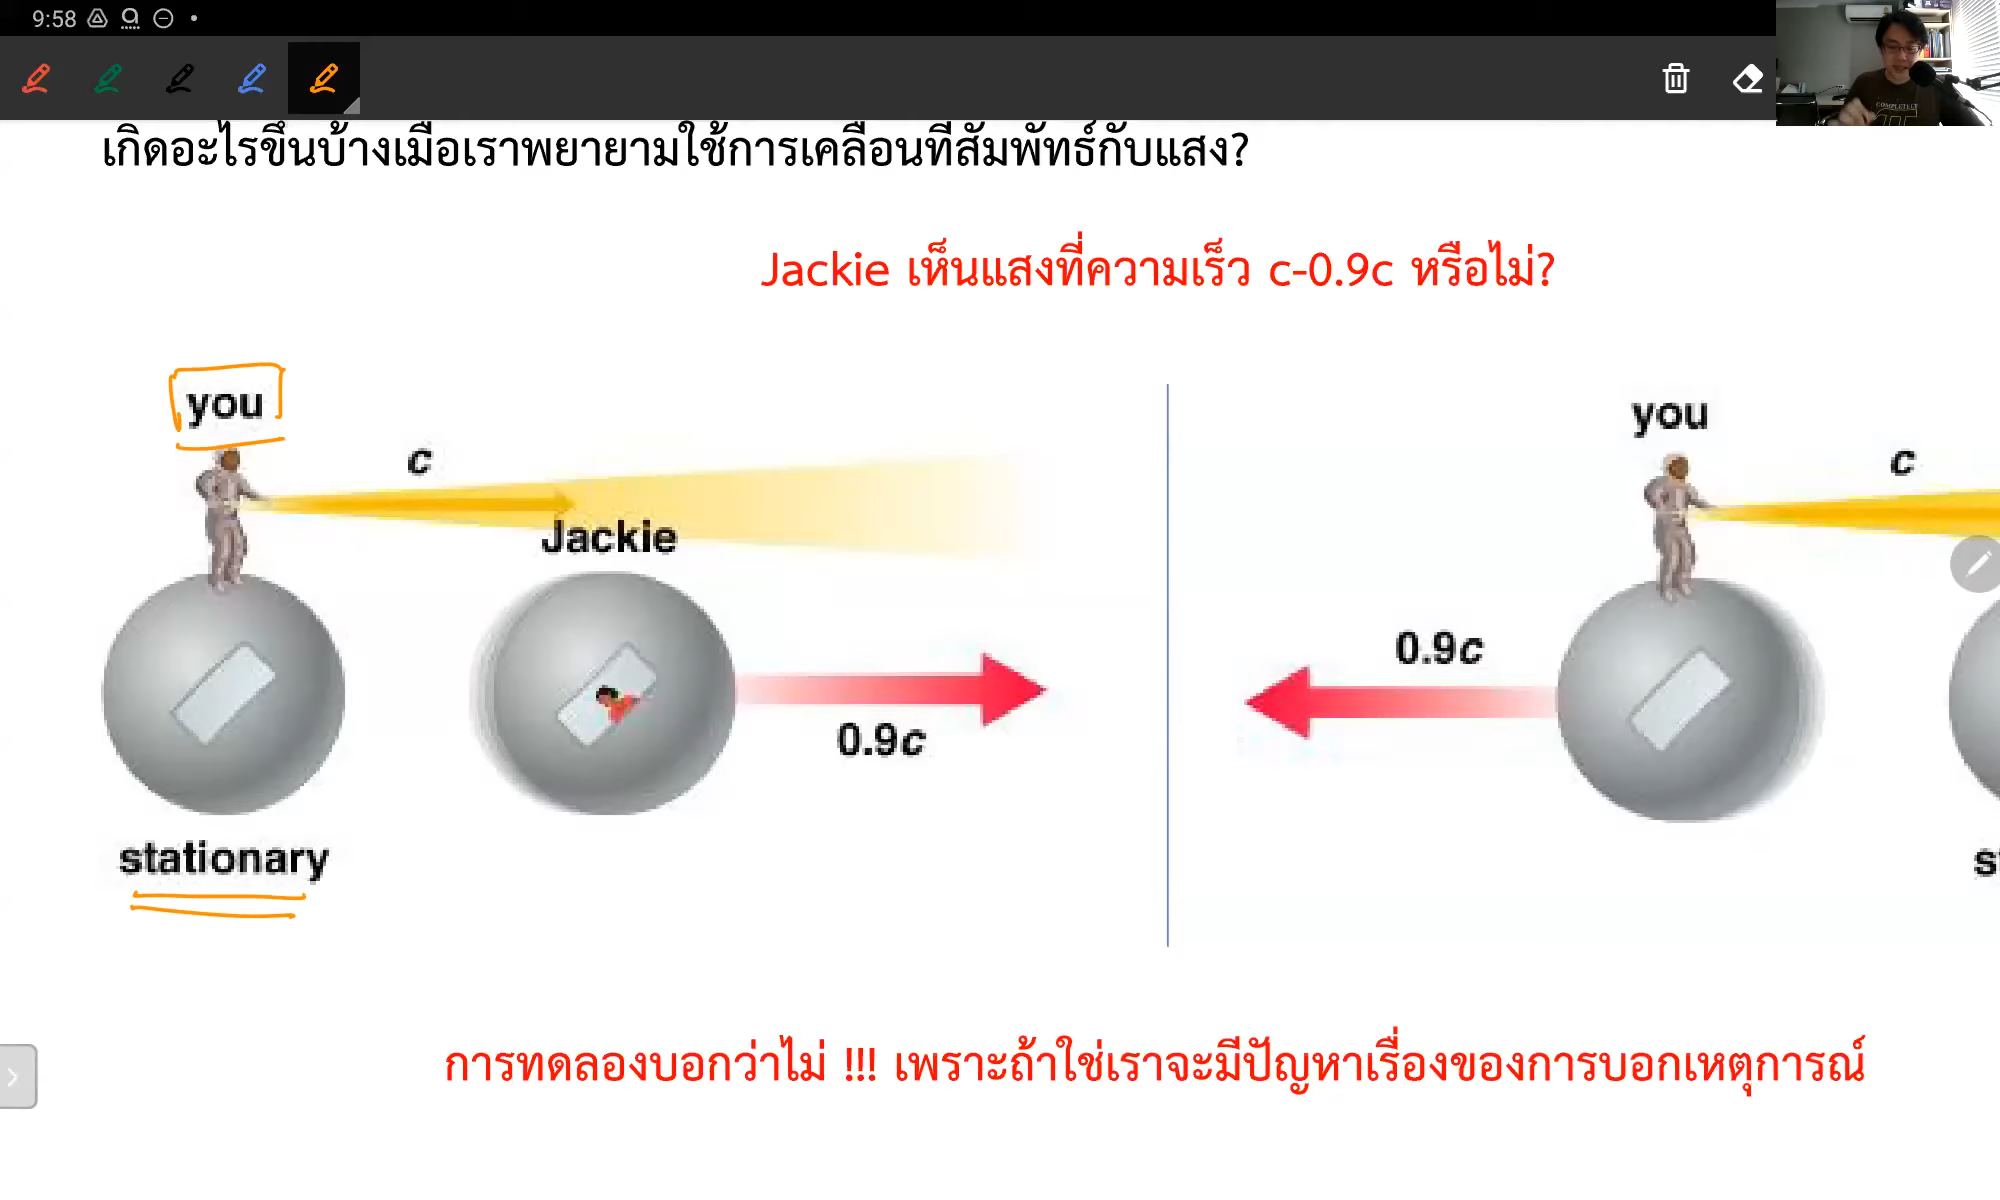 9:58
เกิดอะไรขึ้นบ้างเมื่อเราพยายามใช้การเคลื่อนที่สัมพัทธ์กับแสง?
Jackie เห็นแสงที่ความเร็ว c-0.9c หรือไม่?
you
c
Jackie
0.9c
stationary
you
c
0.9c
การทดลองบอกว่าไม่ !!! เพราะถ้าใช่เราจะมีปัญหาเรื่องของการบอกเหตุการณ์
COMPLETELY